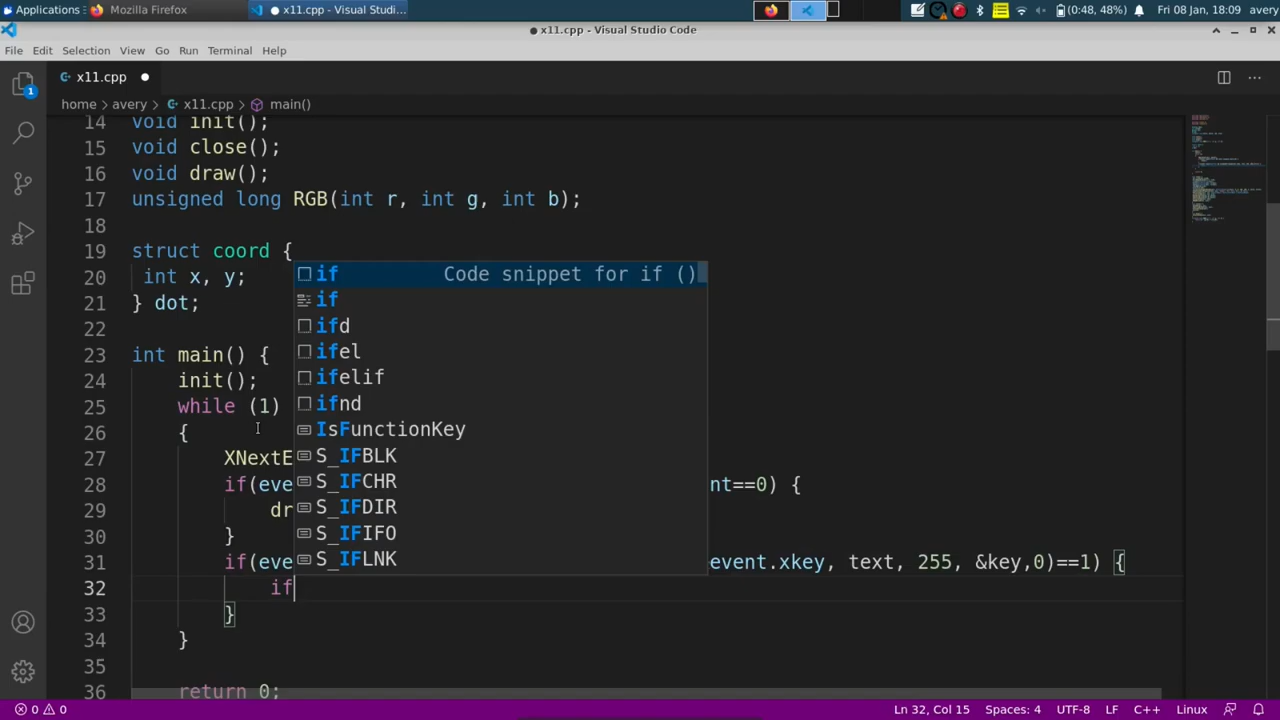 Applications Mozilla Firefox x11.cpp - Visual Studi... (0:48, 48%) Fri 08 Jan, 18:09 avery
x11.cpp - Visual Studio Code
File Edit Selection View Go Run Terminal Help
1 x11.cpp
home > avery > x11.cpp > main()
14 void init();
15 void close();
16 void draw();
17 unsigned long RGB(int r, int g, int b);
18
19 struct coord {
20 int x, y;
21 } dot;
22
23 int main() {
24 init();
25 while (1)
26 {
27 XNextE
28 if(eve nt==0) {
29 dr
30 }
31 if(eve event.xkey, text, 255, &key,0)==1) {
32 if
33 }
34 }
35
36 return 0;
if Code snippet for if ()
if
ifd
ifel
ifelif
ifnd
IsFunctionKey
S_IFBLK
S_IFCHR
S_IFDIR
S_IFIFO
S_IFLNK
0 0 Ln 32, Col 15 Spaces: 4 UTF-8 LF C++ Linux